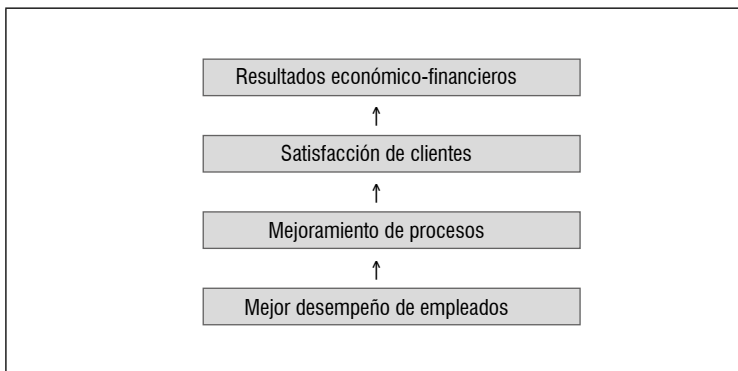 Resultados económico-financieros
↑
Satisfacción de clientes
↑
Mejoramiento de procesos
↑
Mejor desempeño de empleados